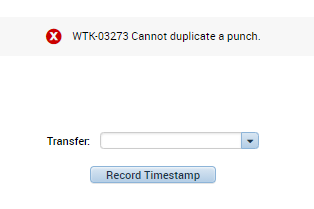 WTK-03273 Cannot duplicate a punch.
Transfer:
Record Timestamp